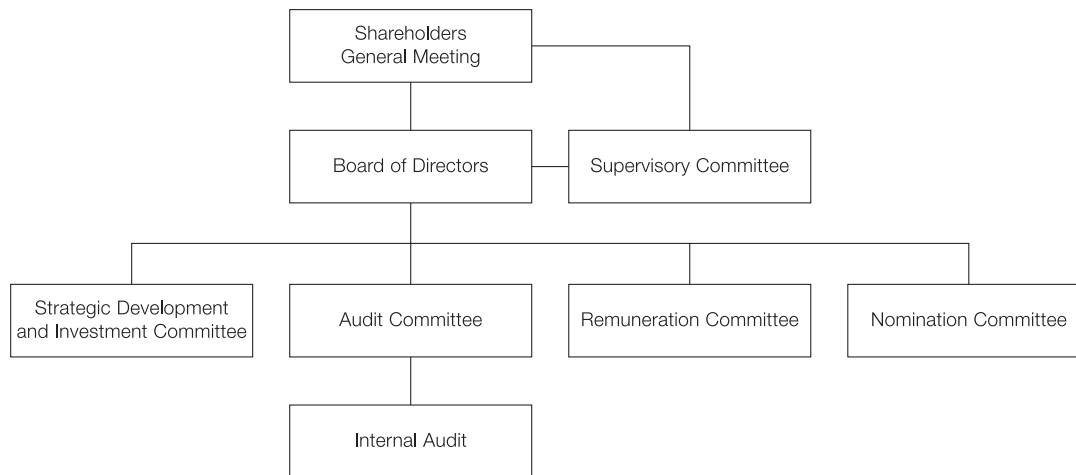 Shareholders
General Meeting
Board of Directors
Supervisory Committee
Strategic Development
and Investment Committee
Audit Committee
Remuneration Committee
Nomination Committee
Internal Audit